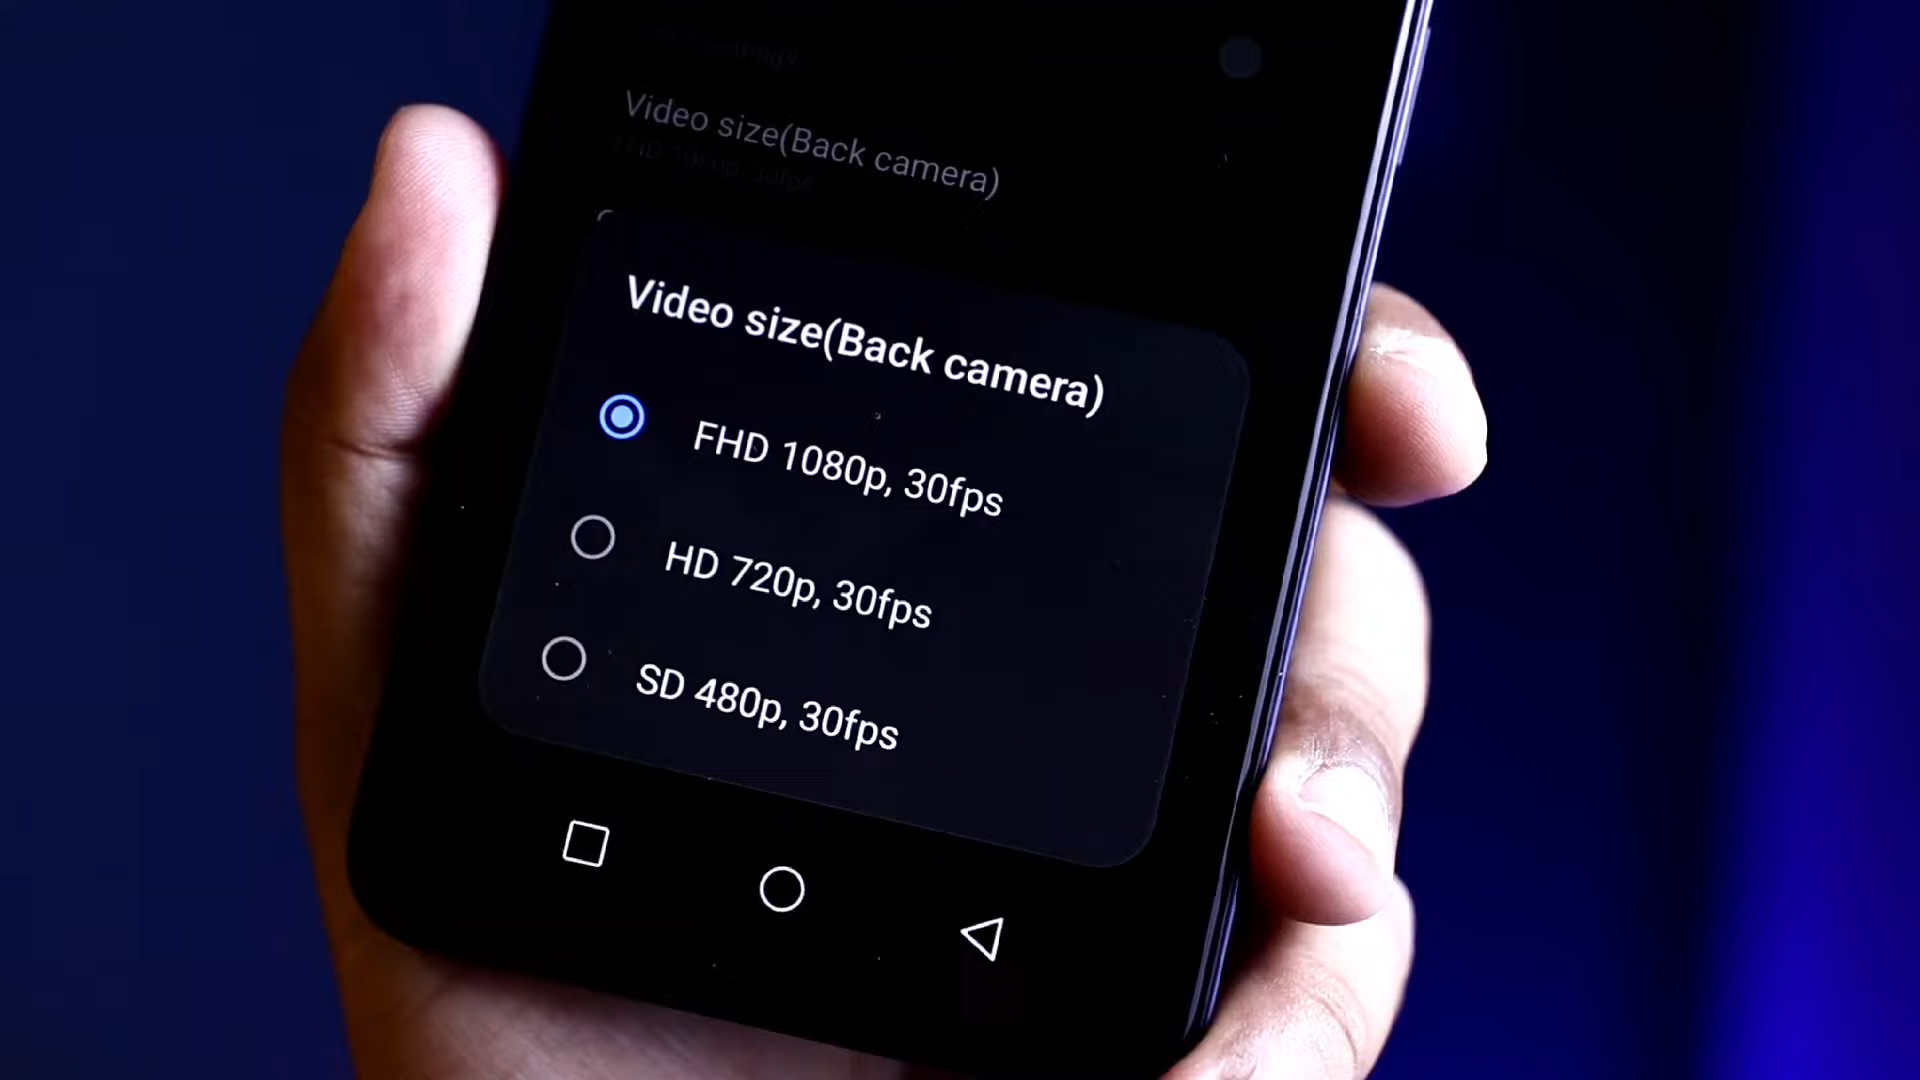 Video size(Back camera)
Video size(Back camera)
FHD 1080p, 30fps
HD 720p, 30fps
SD 480p, 30fps